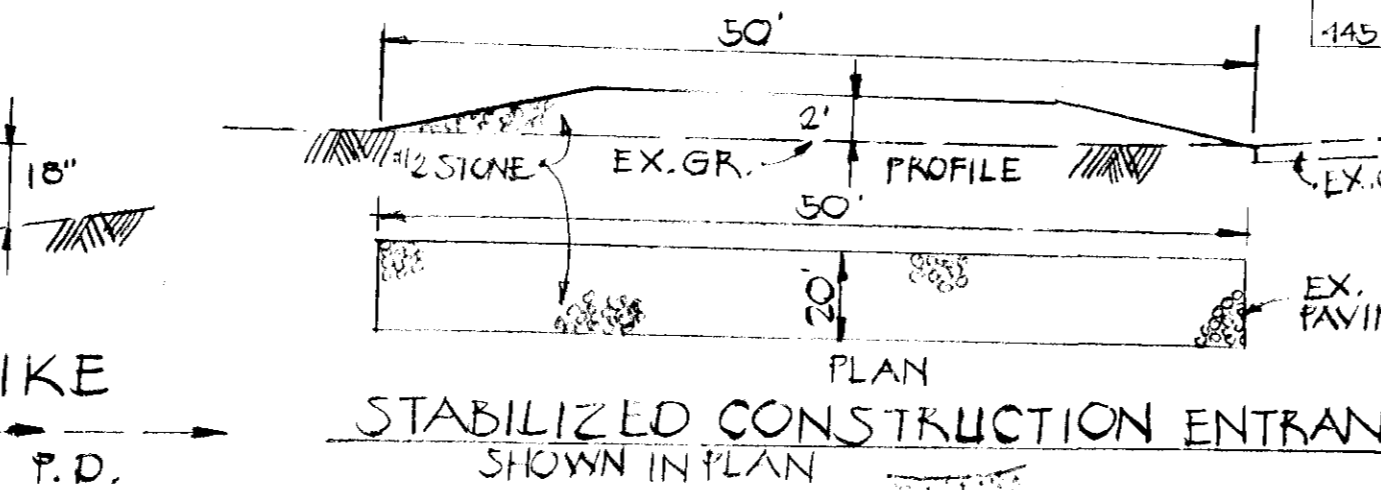 50'
145
18"
2'
#2 STONE
EX. GR.
PROFILE
50'
20'
EX.
PLAN
STABILIZED CONSTRUCTION ENTRAN
SHOWN IN PLAN
IKE
P.D.